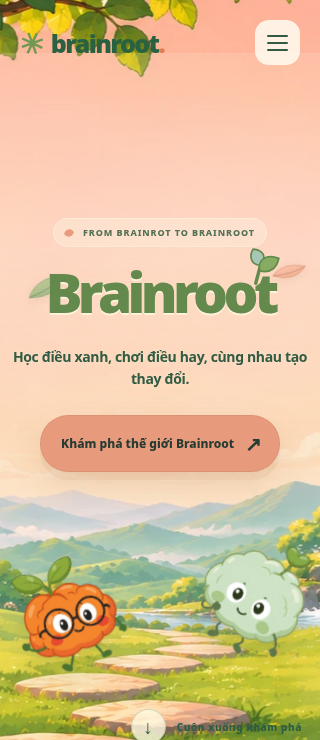 brainroot.
FROM BRAINROT TO BRAINROOT
Brainroot
Học điều xanh, chơi điều hay, cùng nhau tạo
thay đổi.
Khám phá thế giới Brainroot ↗
↓ Cuộn xuống khám phá